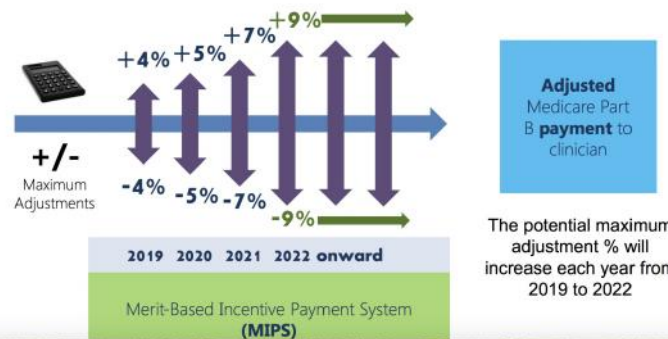 +9%
+7%
+5%
+4%
+/-
Maximum
Adjustments
-4%
-5%
-7%
-9%
2019 2020 2021 2022 onward
Merit-Based Incentive Payment System
(MIPS)
Adjusted
Medicare Part
B payment to
clinician
The potential maximum
adjustment % will
increase each year from
2019 to 2022